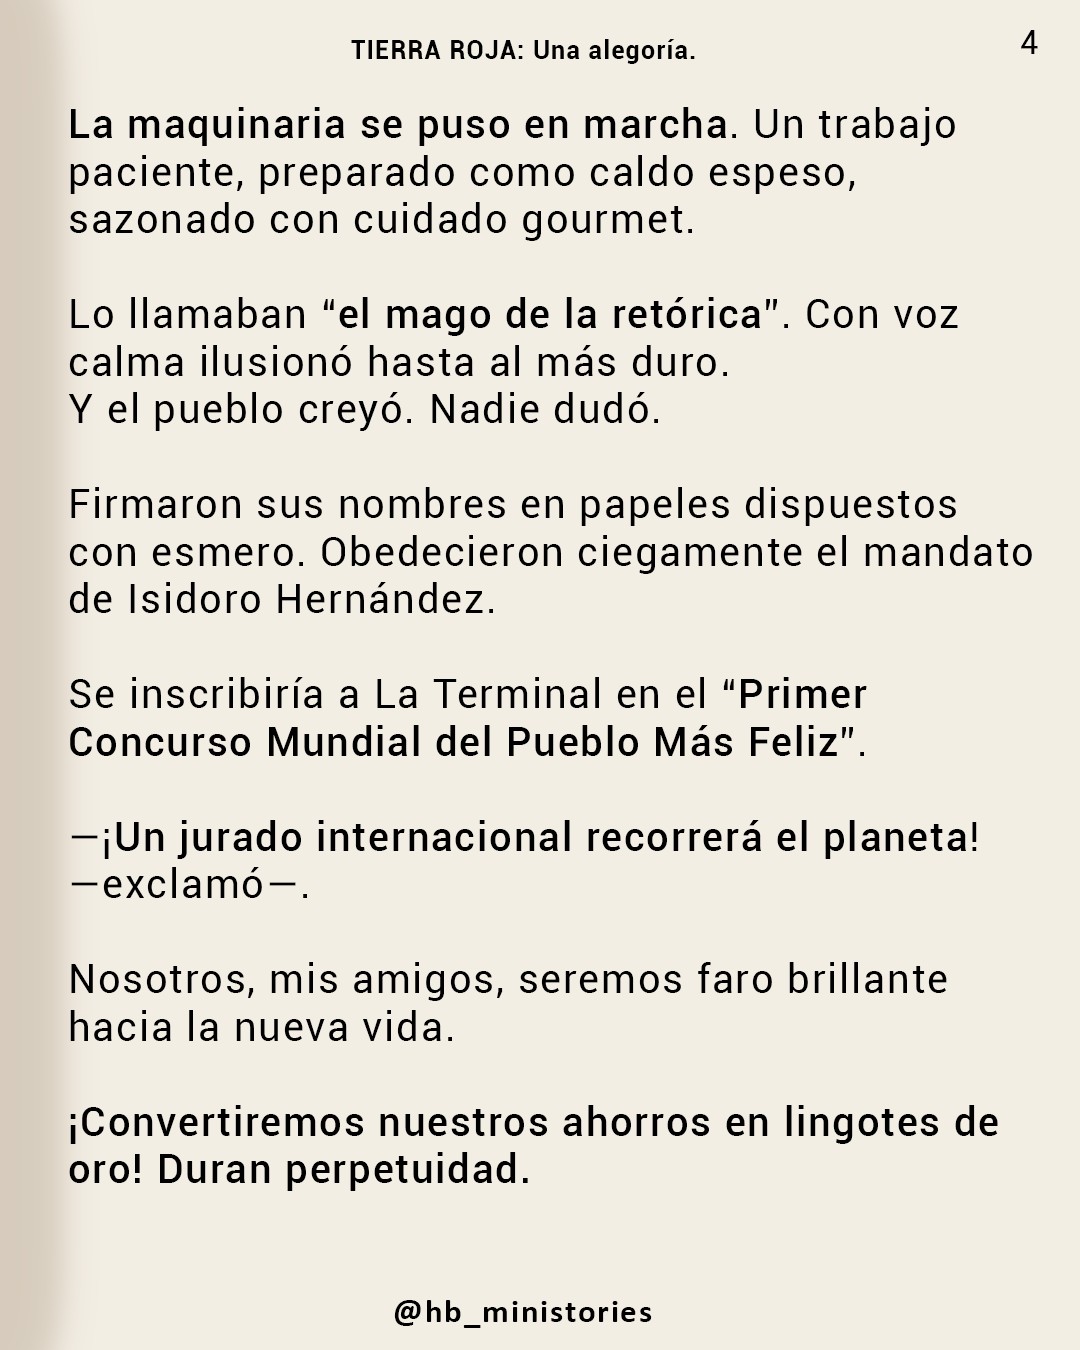 TIERRA ROJA: Una alegoría.
4
La maquinaria se puso en marcha. Un trabajo
paciente, preparado como caldo espeso,
sazonado con cuidado gourmet.
Lo llamaban “el mago de la retórica”. Con voz
calma ilusionó hasta al más duro.
Y el pueblo creyó. Nadie dudó.
Firmaron sus nombres en papeles dispuestos
con esmero. Obedecieron ciegamente el mandato
de Isidoro Hernández.
Se inscribiría a La Terminal en el “Primer
Concurso Mundial del Pueblo Más Feliz”.
—¡Un jurado internacional recorrerá el planeta!
—exclamó—.
Nosotros, mis amigos, seremos faro brillante
hacia la nueva vida.
¡Convertiremos nuestros ahorros en lingotes de
oro! Duran perpetuidad.
@hb_ministories